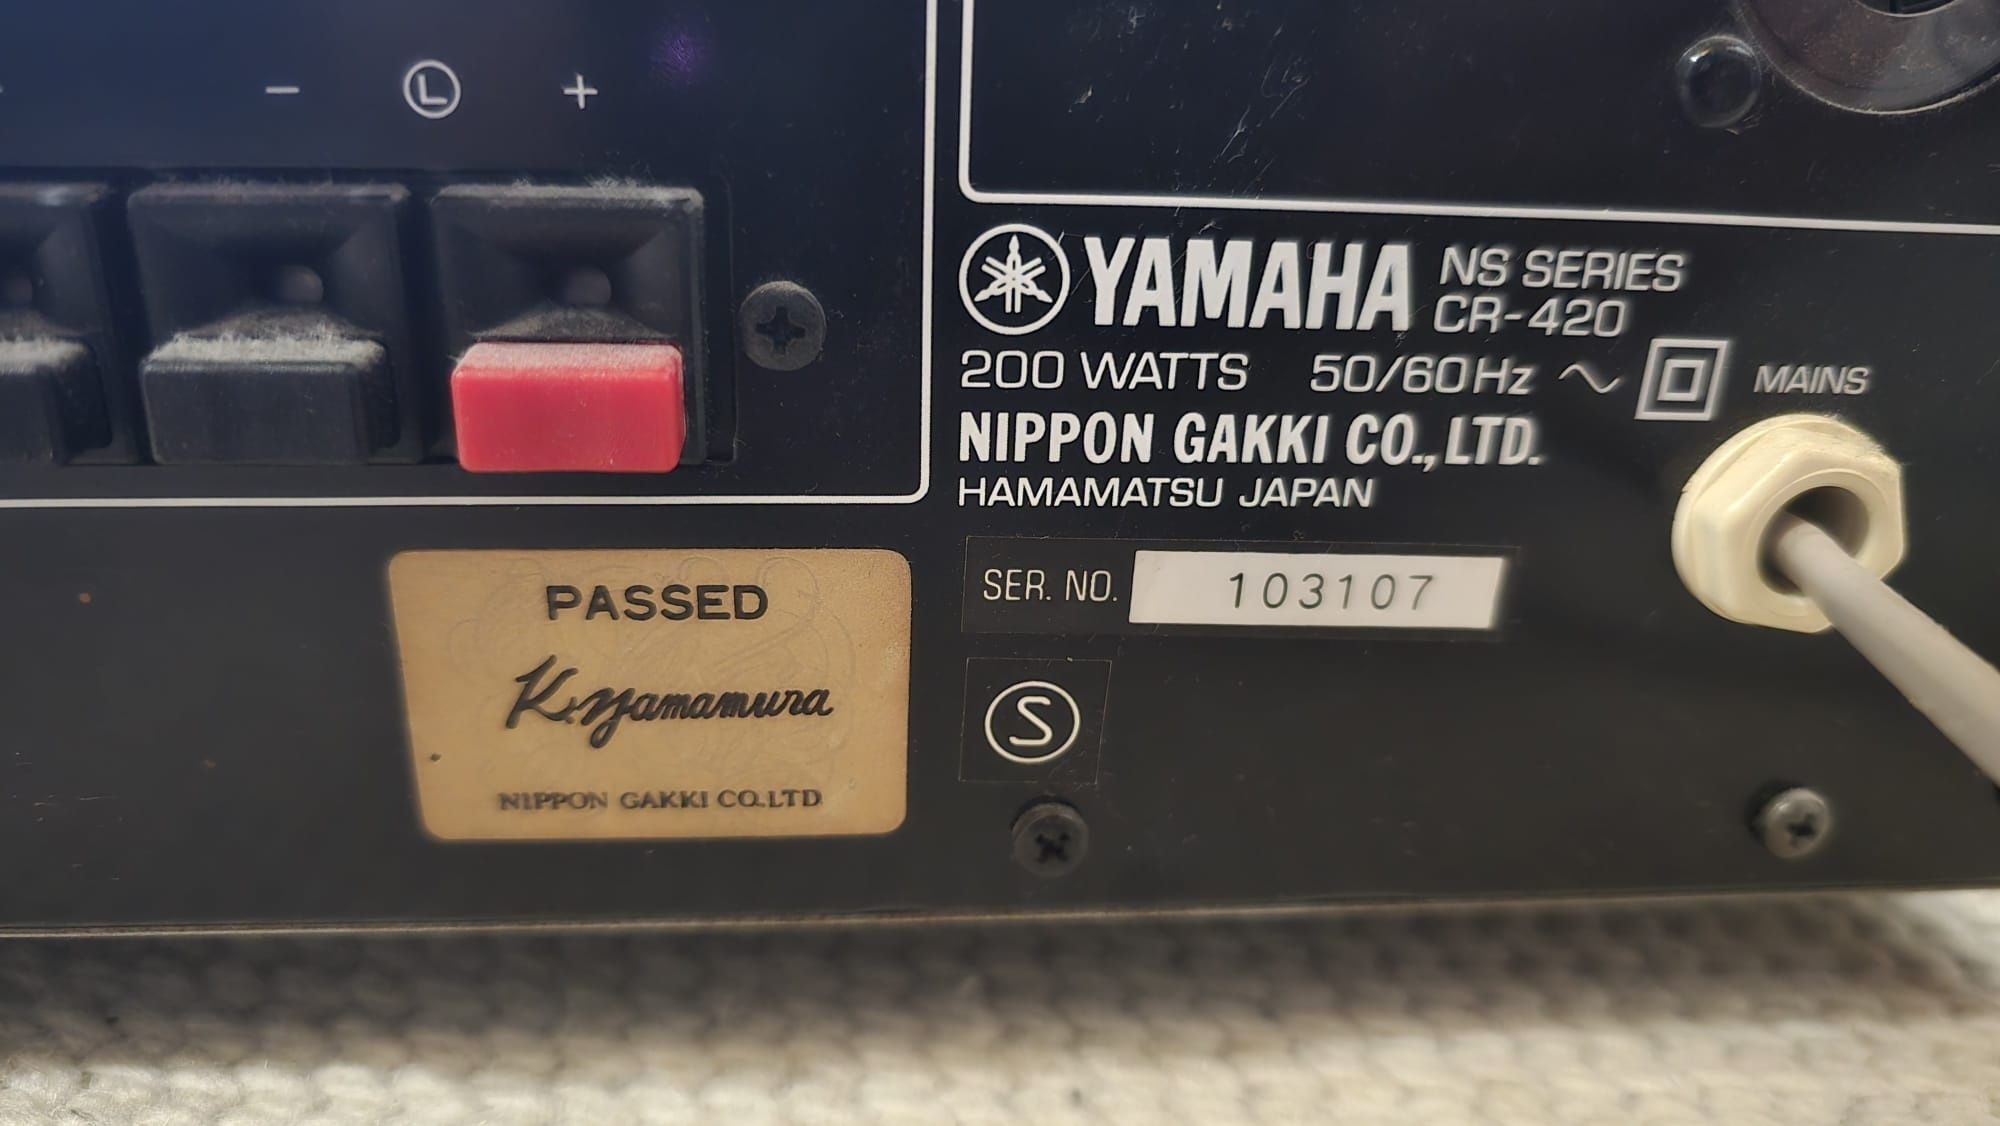 - L +
YAMAHA NS SERIES
CR-420
200 WATTS 50/60Hz ~ MAINS
NIPPON GAKKI CO.,LTD.
HAMAMATSU JAPAN
SER. NO. 103107
S
PASSED
K.Yamamura
NIPPON GAKKI CO.LTD.